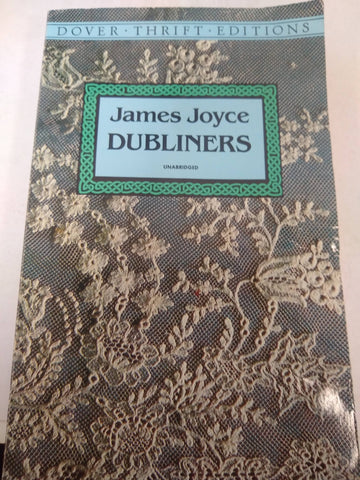 DOVER · THRIFT · EDITIONS
James Joyce
DUBLINERS
UNABRIDGED